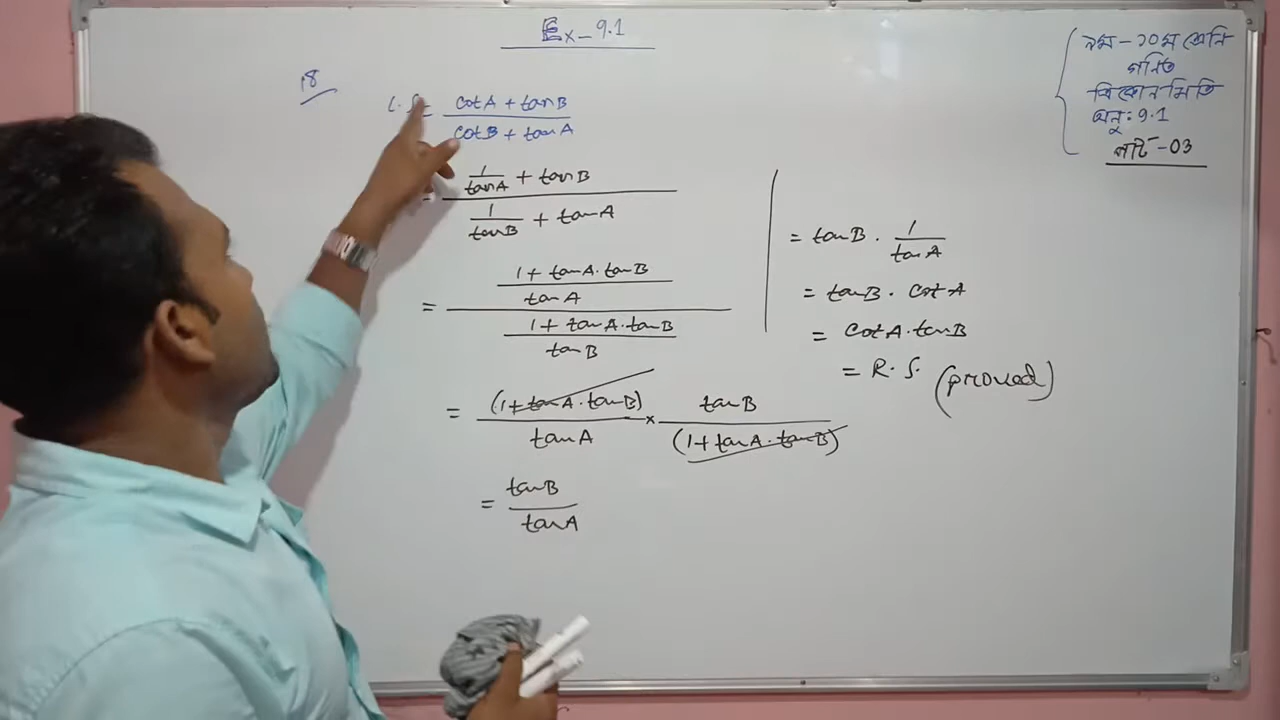 Ex-9.1
18
L.S = cotA + tanB / cotB + tanA
= 1/tanA + tanB / 1/tanB + tanA
= 1 + tanA.tanB / tanA / 1 + tanA.tanB / tanB
= (1+tanA.tanB) / tanA × tanB / (1+tanA.tanB)
= tanB / tanA
= tanB . 1/tanA
= tanB . cotA
= cotA.tanB
= R.S. (proved)
৯ম - ১০ম শ্রেনি
গনিত
ত্রিকোনমিতি
অনু: 9.1
পার্ট -03